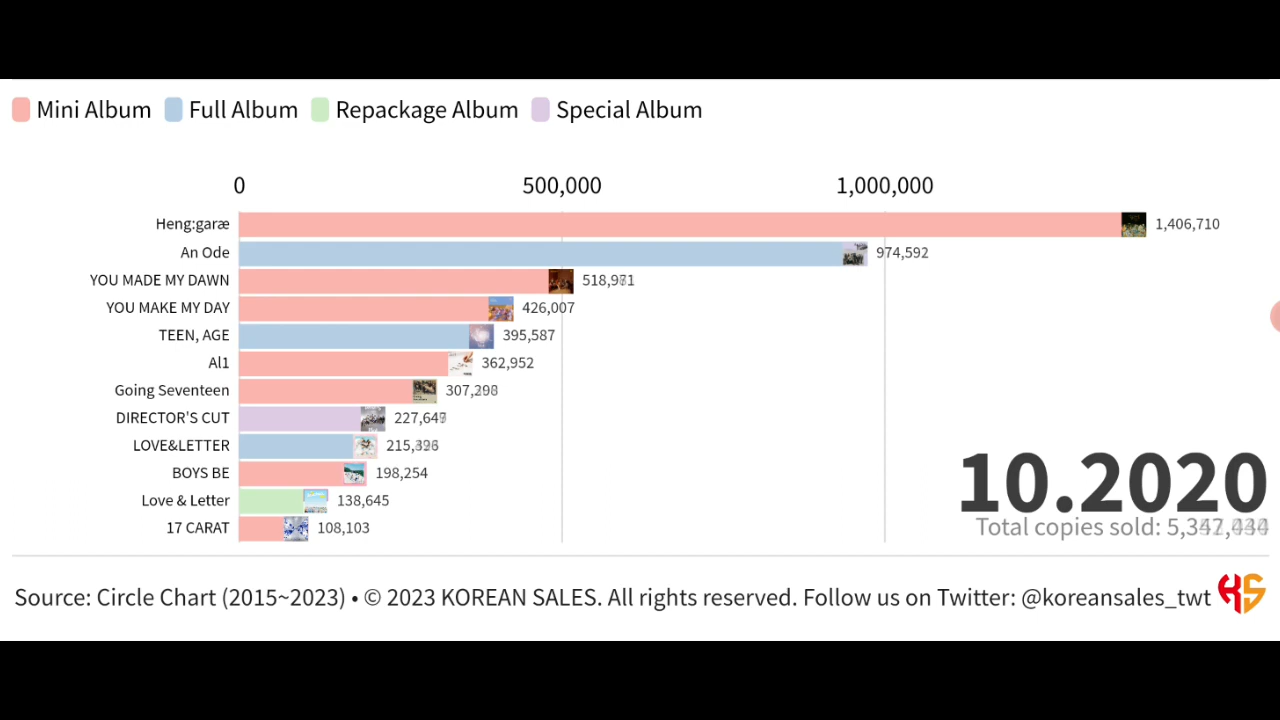 Mini Album Full Album Repackage Album Special Album
0 500,000 1,000,000
Heng:garæ 1,406,710
An Ode 974,592
YOU MADE MY DAWN
YOU MAKE MY DAY 426,007
TEEN, AGE 395,587
Al1 362,952
Going Seventeen
DIRECTOR'S CUT
LOVE&LETTER
BOYS BE 198,254
Love & Letter 138,645
17 CARAT 108,103
10.2020
Total copies sold:
Source: Circle Chart (2015~2023) • © 2023 KOREAN SALES. All rights reserved. Follow us on Twitter: @koreansales_twt